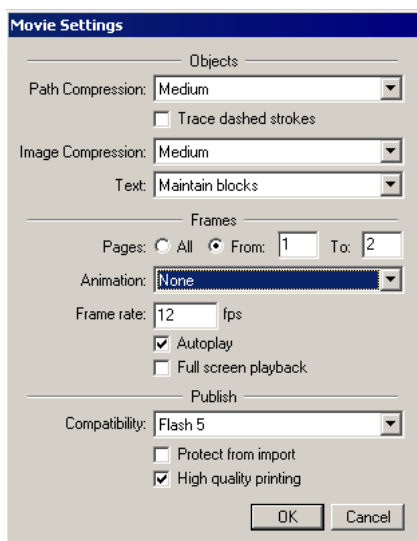 Movie Settings
Objects
Path Compression: Medium
Trace dashed strokes
Image Compression: Medium
Text: Maintain blocks
Frames
Pages: All From: 1 To: 2
Animation: None
Frame rate: 12 fps
Autoplay
Full screen playback
Publish
Compatibility: Flash 5
Protect from import
High quality printing
OK Cancel